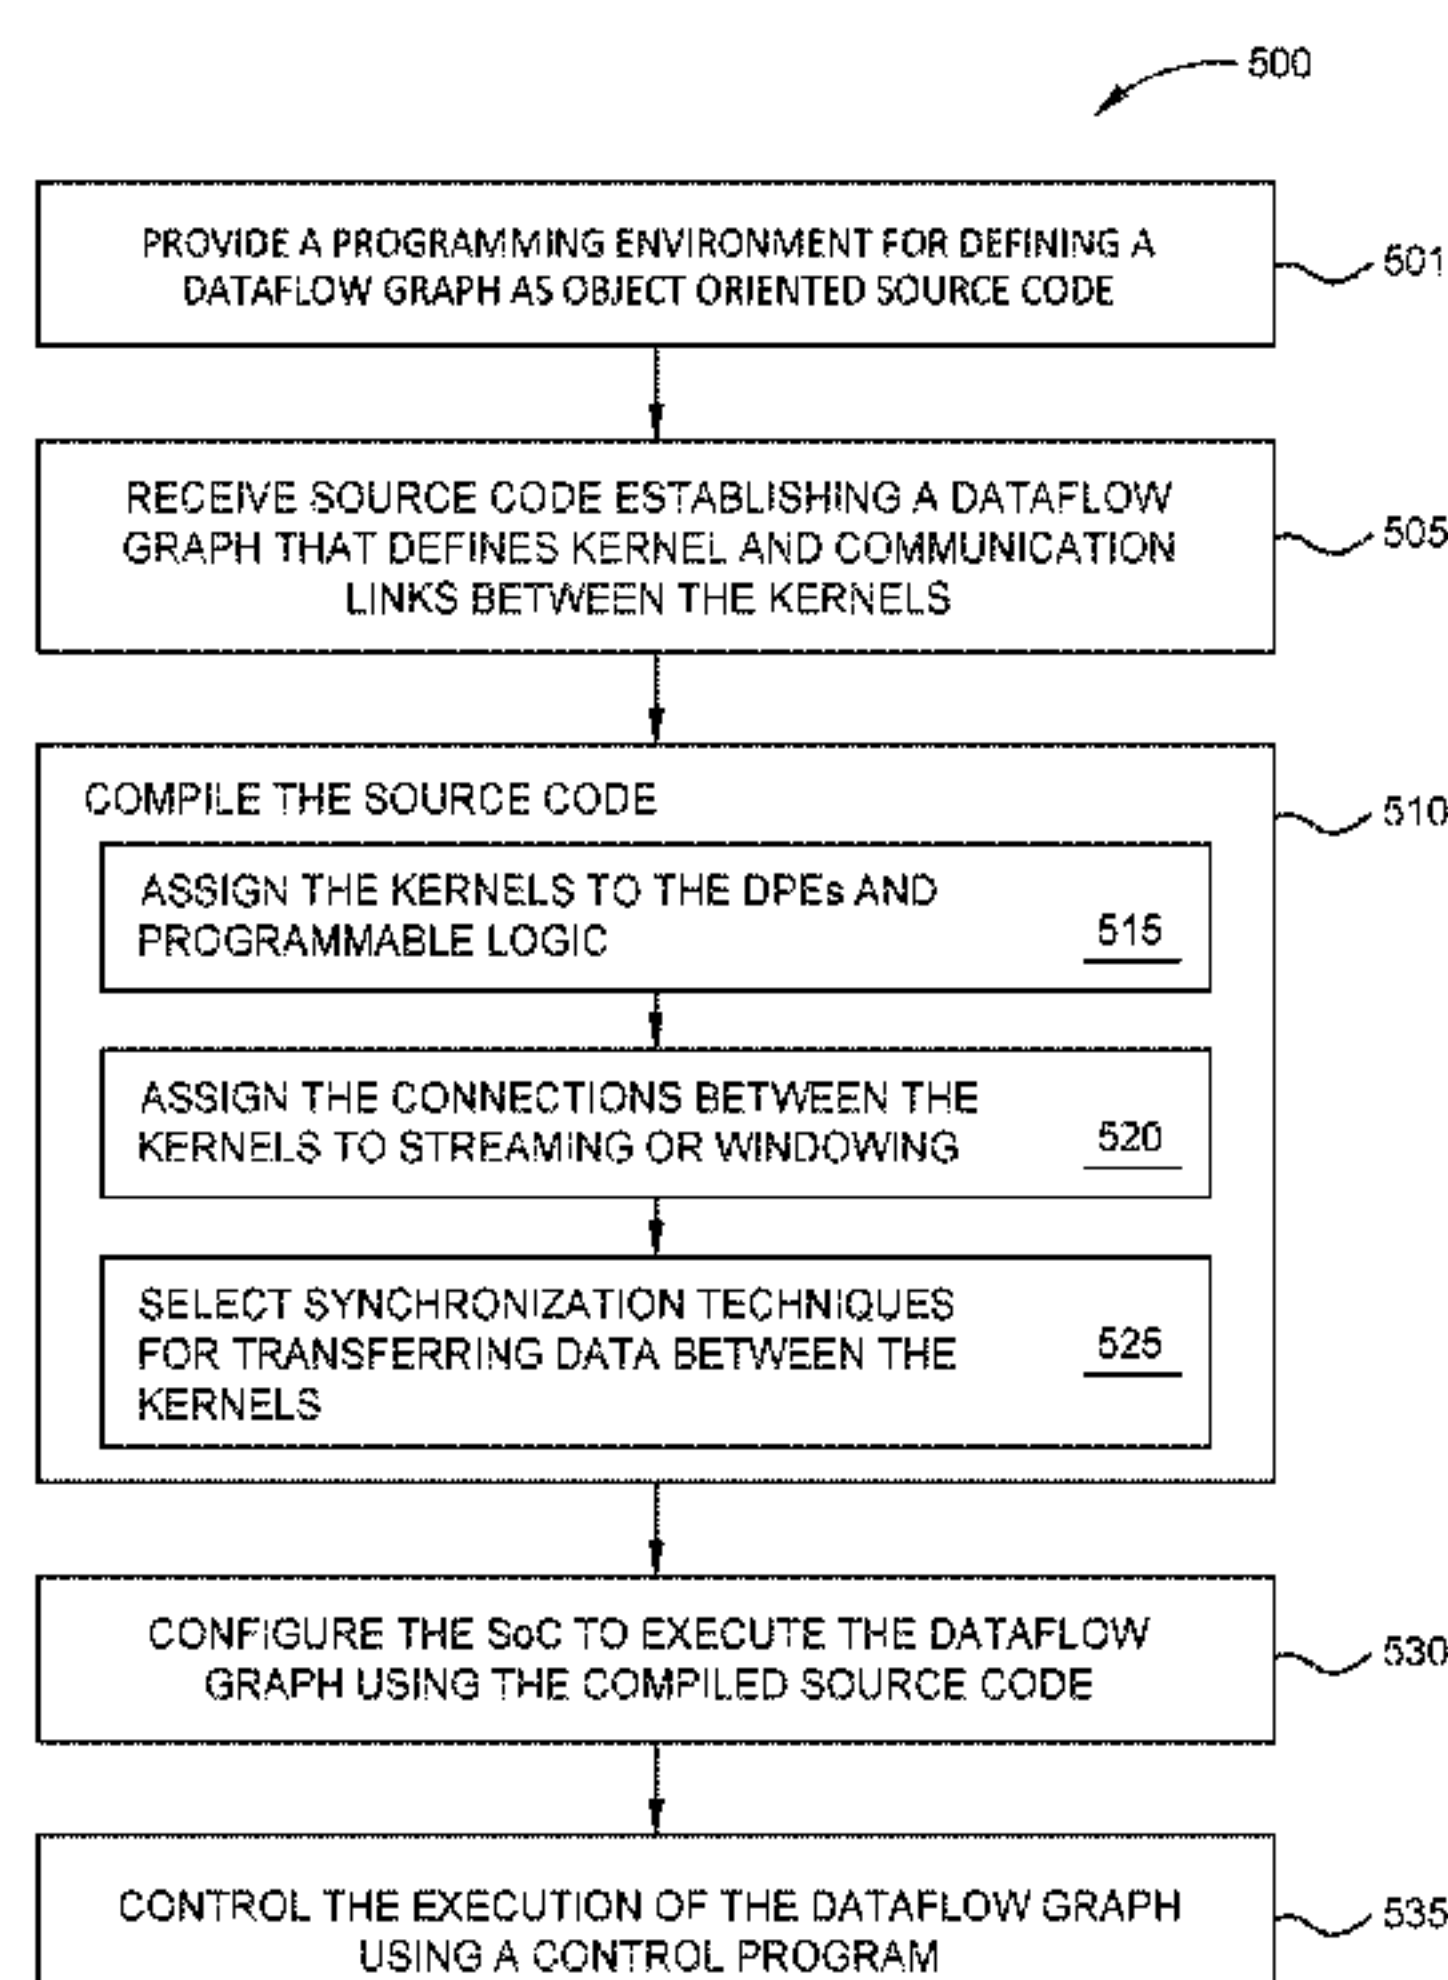 500
PROVIDE A PROGRAMMING ENVIRONMENT FOR DEFINING A
DATAFLOW GRAPH AS OBJECT ORIENTED SOURCE CODE
501
RECEIVE SOURCE CODE ESTABLISHING A DATAFLOW
GRAPH THAT DEFINES KERNEL AND COMMUNICATION
LINKS BETWEEN THE KERNELS
505
COMPILE THE SOURCE CODE
510
ASSIGN THE KERNELS TO THE DPEs AND
PROGRAMMABLE LOGIC
515
ASSIGN THE CONNECTIONS BETWEEN THE
KERNELS TO STREAMING OR WINDOWING
520
SELECT SYNCHRONIZATION TECHNIQUES
FOR TRANSFERRING DATA BETWEEN THE
KERNELS
525
CONFIGURE THE SoC TO EXECUTE THE DATAFLOW
GRAPH USING THE COMPILED SOURCE CODE
530
CONTROL THE EXECUTION OF THE DATAFLOW GRAPH
USING A CONTROL PROGRAM
535